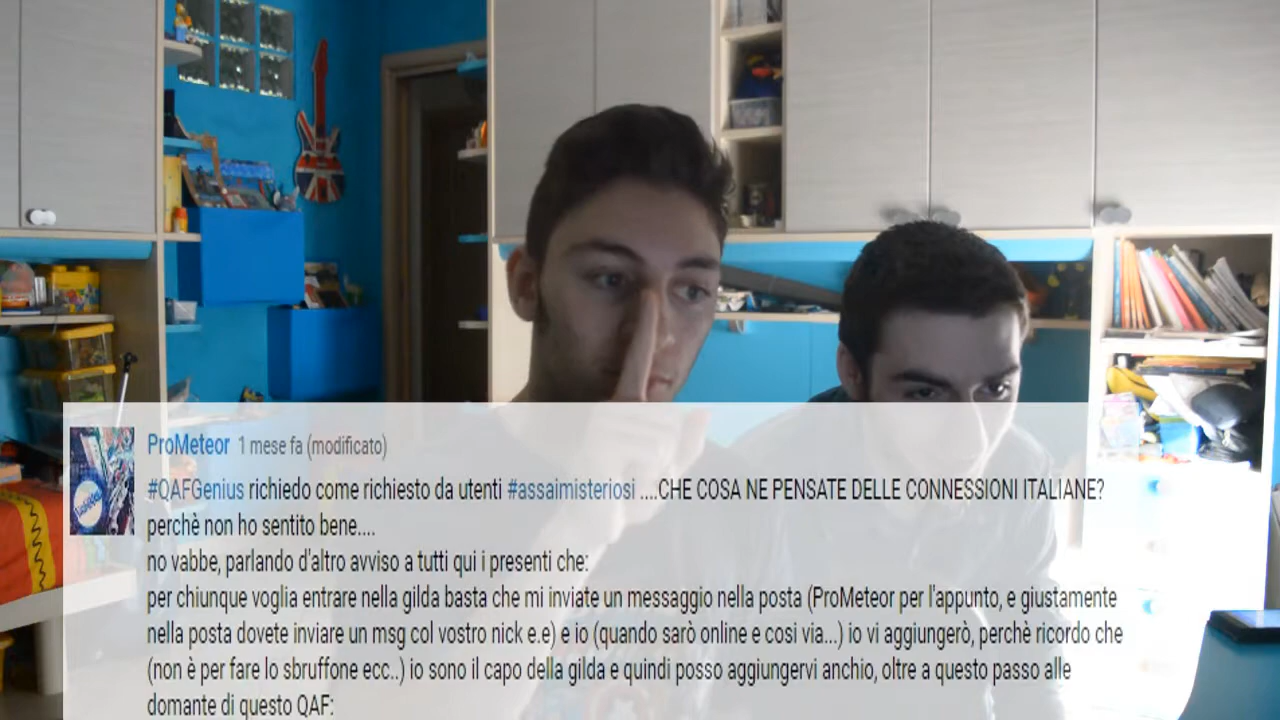 ProMeteor 1 mese fa (modificato)
#QAFGenius richiedo come richiesto da utenti #assaimisteriosi ....CHE COSA NE PENSATE DELLE CONNESSIONI ITALIANE?
perchè non ho sentito bene....
no vabbe, parlando d'altro avviso a tutti qui i presenti che:
per chiunque voglia entrare nella gilda basta che mi inviate un messaggio nella posta (ProMeteor per l'appunto, e giustamente
nella posta dovete inviare un msg col vostro nick e.e) e io (quando sarò online e cosi via...) io vi aggiungerò, perchè ricordo che
(non è per fare lo sbruffone ecc..) io sono il capo della gilda e quindi posso aggiungervi anchio, oltre a questo passo alle
domante di questo QAF: